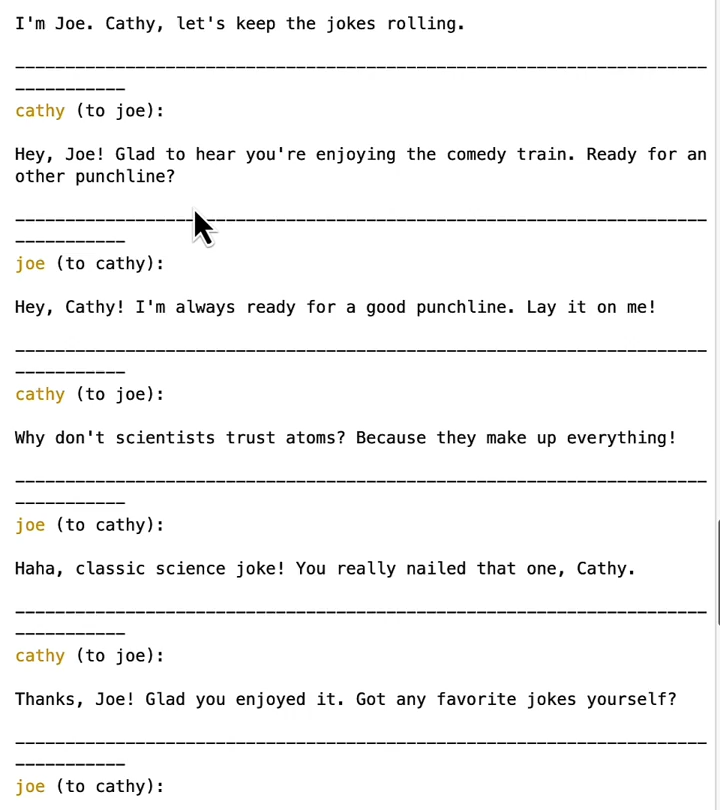 I'm Joe. Cathy, let's keep the jokes rolling.
---------------------------------------------------------------------
-----------
cathy (to joe):
Hey, Joe! Glad to hear you're enjoying the comedy train. Ready for an
other punchline?
---------------------------------------------------------------------
-----------
joe (to cathy):
Hey, Cathy! I'm always ready for a good punchline. Lay it on me!
---------------------------------------------------------------------
-----------
cathy (to joe):
Why don't scientists trust atoms? Because they make up everything!
---------------------------------------------------------------------
-----------
joe (to cathy):
Haha, classic science joke! You really nailed that one, Cathy.
---------------------------------------------------------------------
-----------
cathy (to joe):
Thanks, Joe! Glad you enjoyed it. Got any favorite jokes yourself?
---------------------------------------------------------------------
-----------
joe (to cathy):